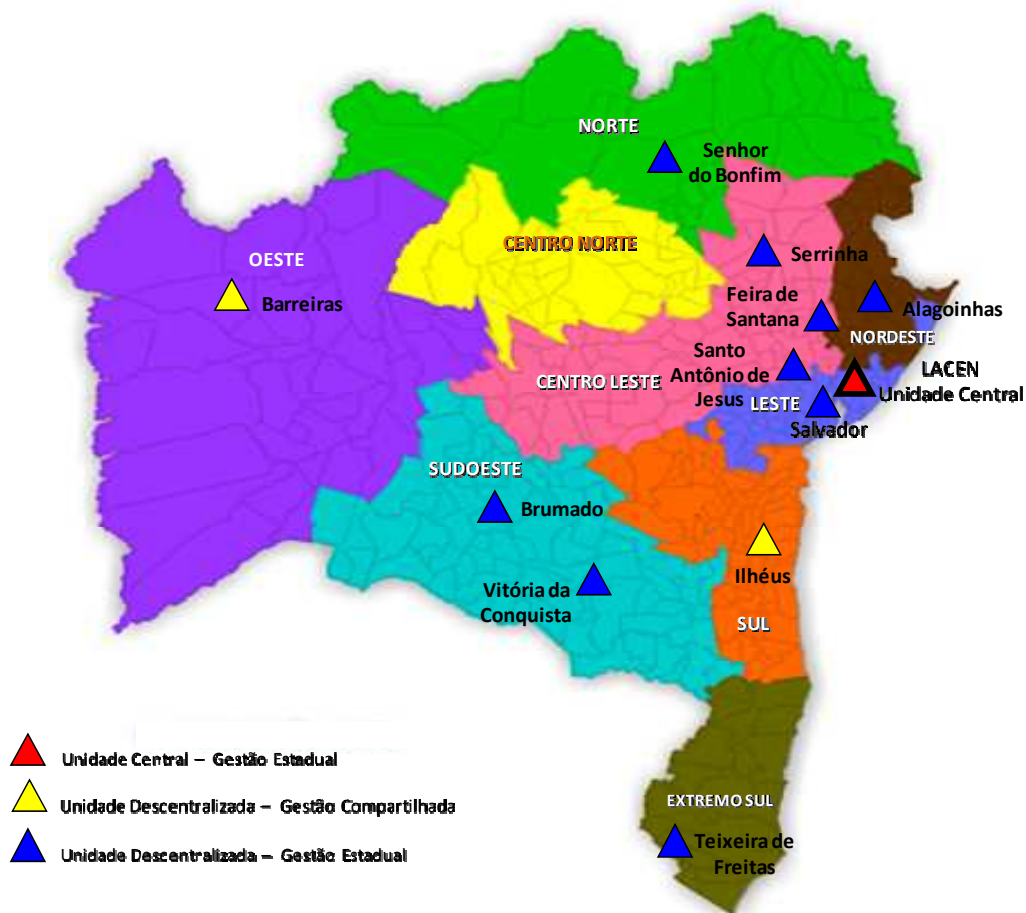 NORTE
Senhor
do Bonfim
CENTRO NORTE
OESTE
Barreiras
Serrinha
Feira de
Santana
Alagoinhas
NORDESTE
Santo
Antônio de
Jesus
LACEN
Unidade Central
CENTRO LESTE
LESTE
Salvador
SUDOESTE
Brumado
Vitória da
Conquista
Ilhéus
SUL
EXTREMO SUL
Teixeira de
Freitas
Unidade Central – Gestão Estadual
Unidade Descentralizada – Gestão Compartilhada
Unidade Descentralizada – Gestão Estadual